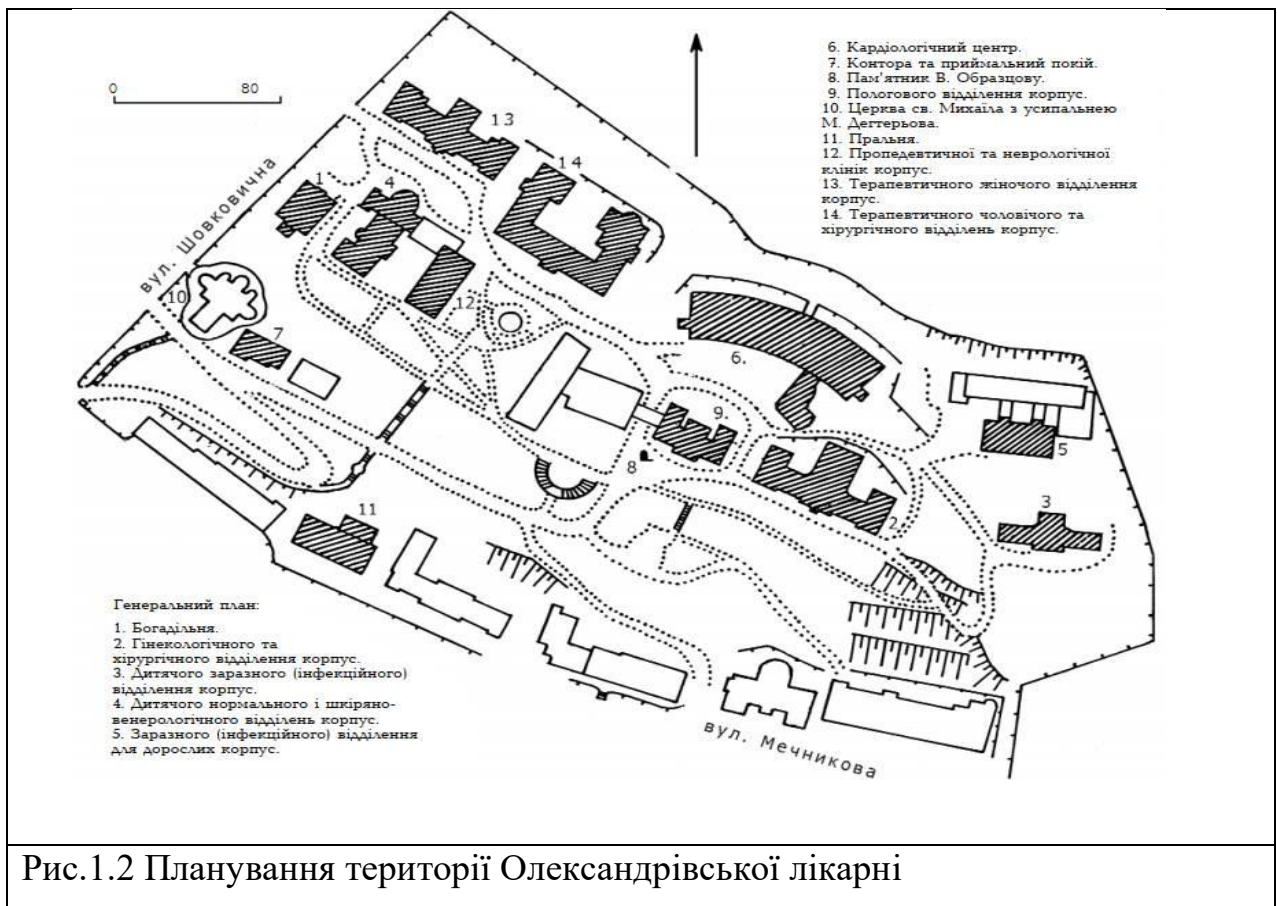 0 80
6. Кардіологічний центр.
7. Контора та приймальний покій.
8. Пам'ятник В. Образцову.
9. Пологового відділення корпус.
10. Церква св. Михаїла з усипальнею
М. Дегтерьова.
11. Пральня.
12. Пропедевтичної та неврологічної
клінік корпус.
13. Терапевтичного жіночого відділення
корпус.
14. Терапевтичного чоловічого та
хірургічного відділень корпус.
13
14
1
4
вул. Шовковична
10
12
7
6.
9.
8
5
3
2.
11
Генеральний план:
1. Богадільня.
2. Гінекологічного та
хірургічного відділення корпус.
3. Дитячого заразного (інфекційного)
відділення корпус.
4. Дитячого нормального і шкіряно-
венерологічного відділень корпус.
5. Заразного (інфекційного) відділення
для дорослих корпус.
вул. Мечникова
Рис.1.2 Планування території Олександрівської лікарні